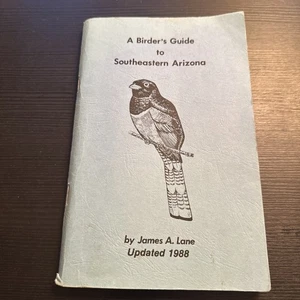 A Birder's Guide
to
Southeastern Arizona
by James A. Lane
Updated 1988